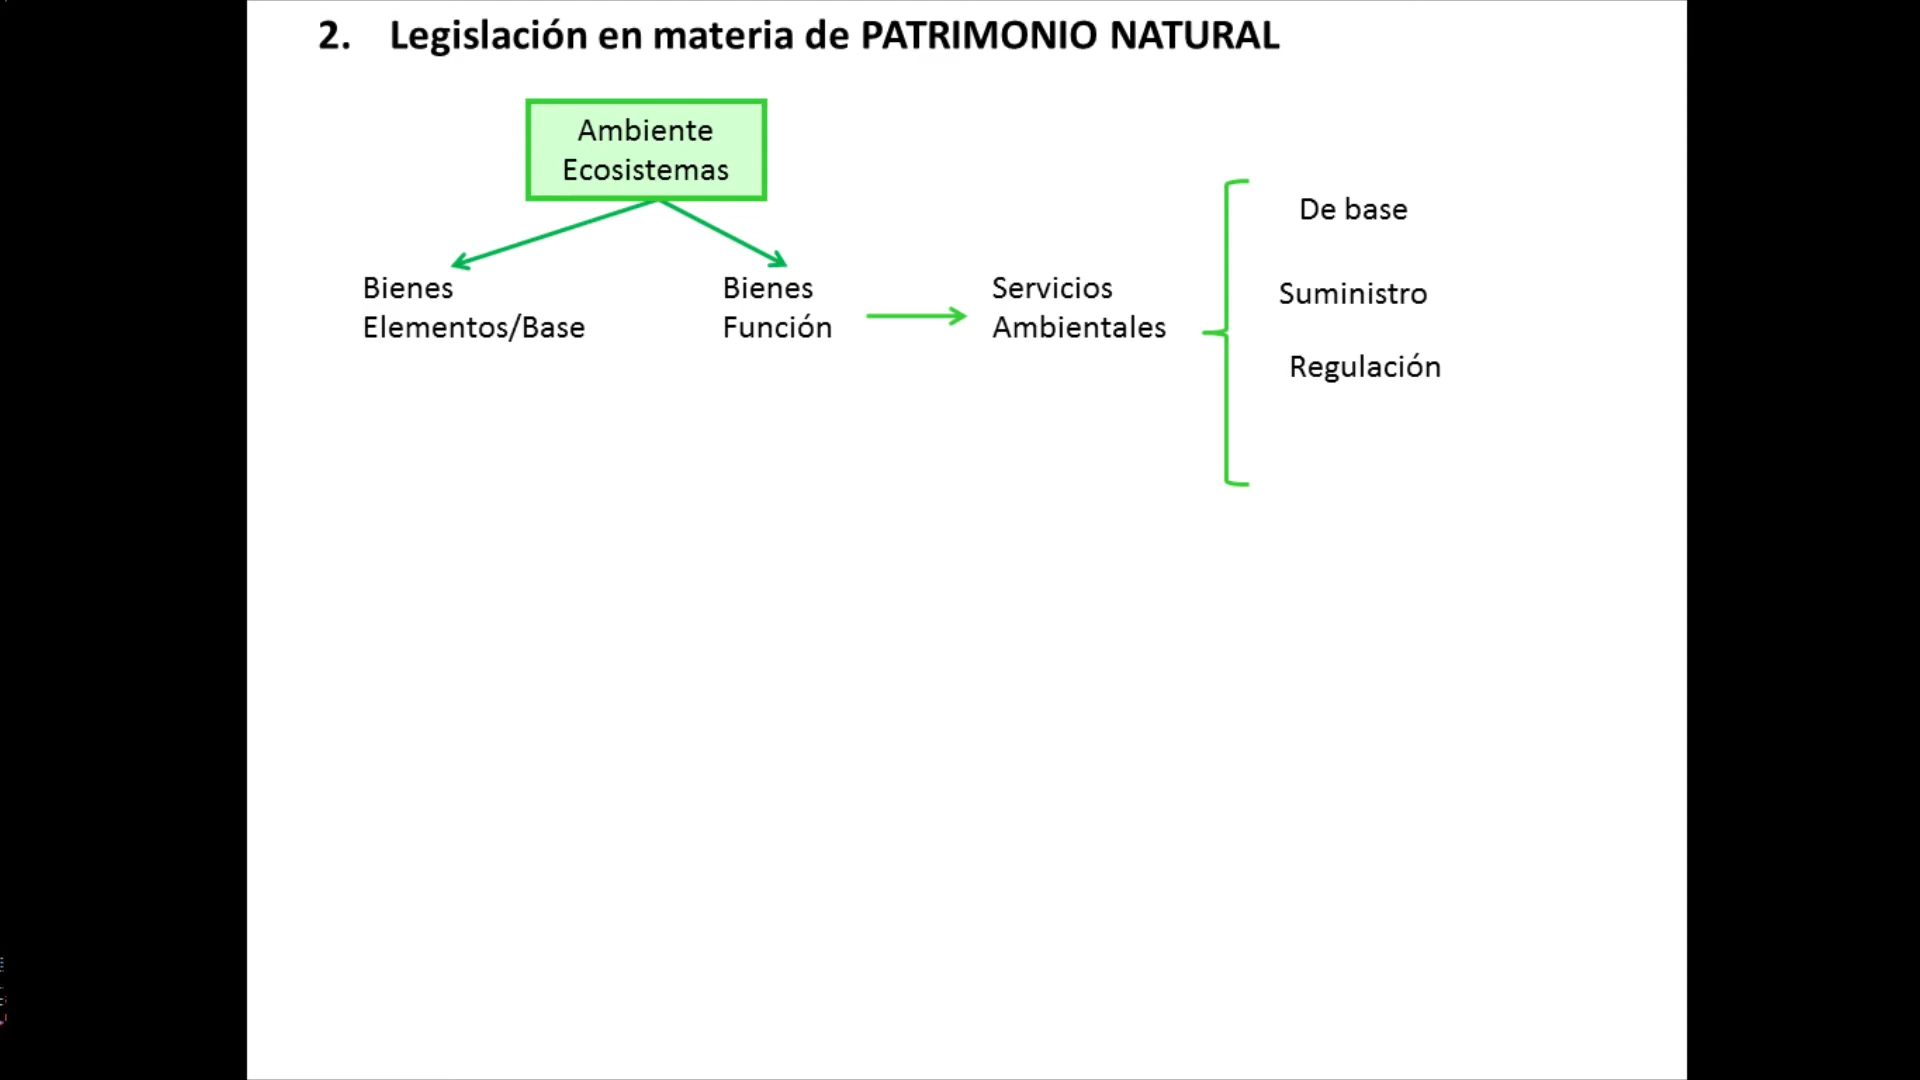 2. Legislación en materia de PATRIMONIO NATURAL
Ambiente
Ecosistemas
Bienes
Elementos/Base
Bienes
Función
Servicios
Ambientales
De base
Suministro
Regulación